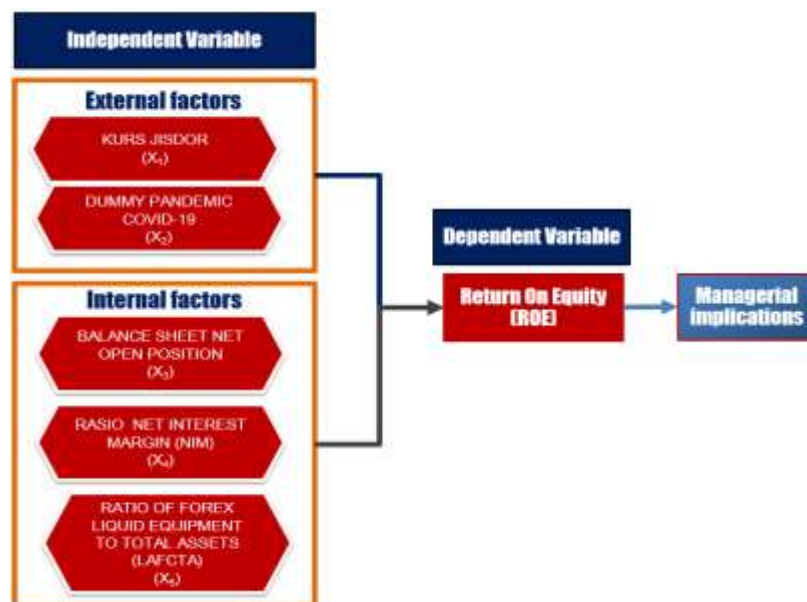 Independent Variable
External factors
KURS JISDOR
(X₁)
DUMMY PANDEMIC
COVID-19
(X₂)
Internal factors
BALANCE SHEET NET
OPEN POSITION
(X₃)
RASIO NET INTEREST
MARGIN (NIM)
(X₄)
RATIO OF FOREX
LIQUID EQUIPMENT
TO TOTAL ASSETS
(LAFCTA)
Dependent Variable
Return On Equity
(ROE)
Managerial
implications